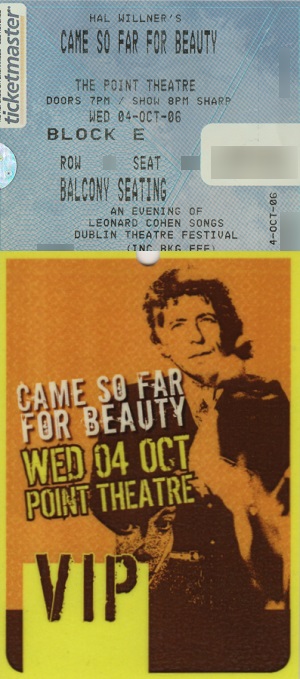 ticketmaster
HAL WILLNER'S
CAME SO FAR FOR BEAUTY
THE POINT THEATRE
DOORS 7PM / SHOW 8PM SHARP
WED 04-OCT-06
BLOCK E
ROW SEAT
BALCONY SEATING
AN EVENING OF
LEONARD COHEN SONGS
DUBLIN THEATRE FESTIVAL
(INC BKG FEE)
4-OCT-06
CAME SO FAR
FOR BEAUTY
WED 04 OCT
POINT THEATRE
VIP